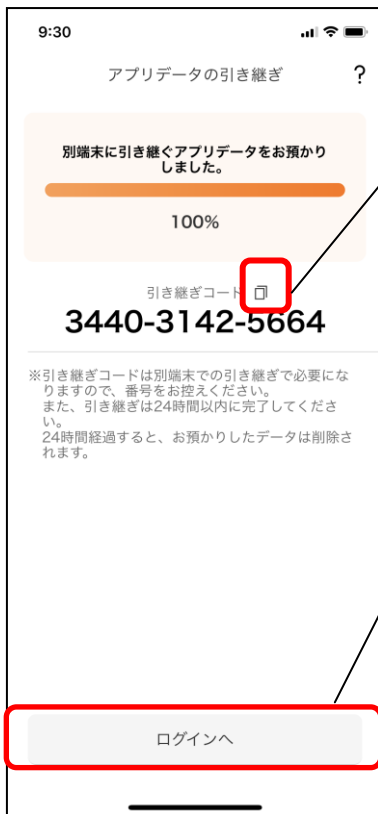 9:30
アプリデータの引き継ぎ ?
別端末に引き継ぐアプリデータをお預かり
しました。
100%
引き継ぎコード
3440-3142-5664
※引き継ぎコードは別端末での引き継ぎで必要にな
りますので、番号をお控えください。
また、引き継ぎは24時間以内に完了してくださ
い。
24時間経過すると、お預かりしたデータは削除さ
れます。
ログインへ